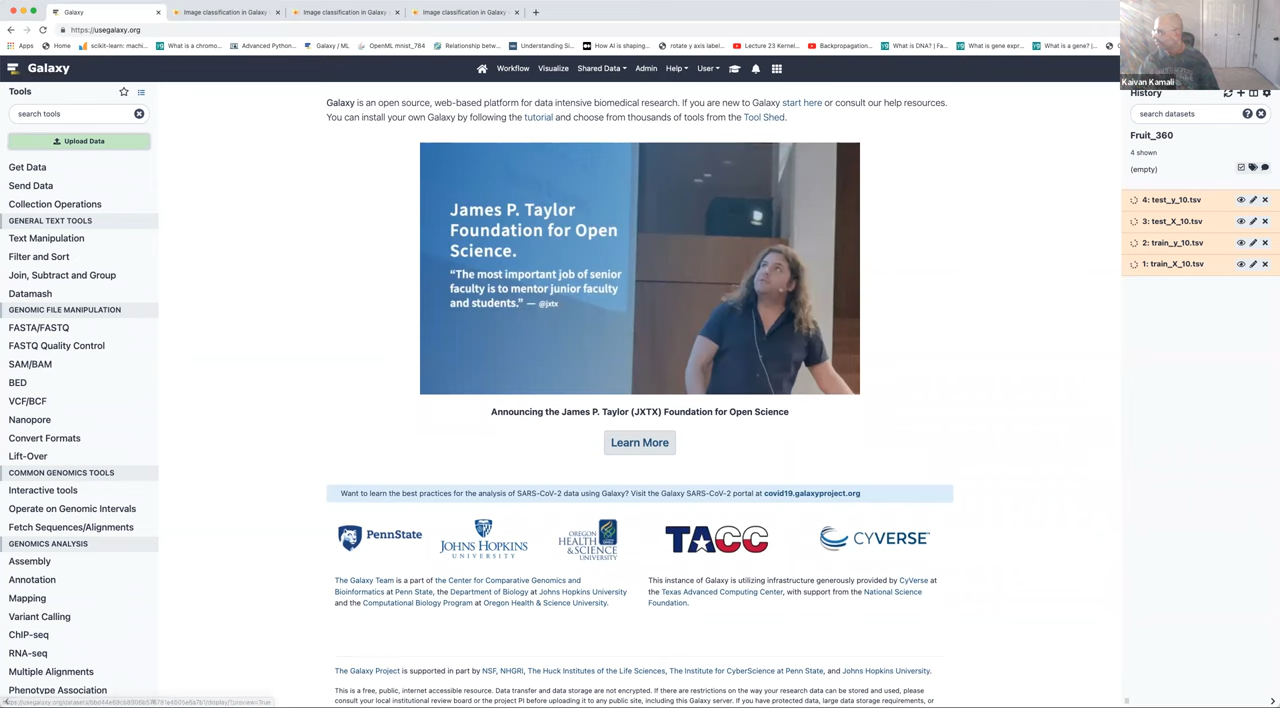 Galaxy
Image classification in Galaxy
Image classification in Galaxy
Image classification in Galaxy
https://usegalaxy.org
Apps
Home
scikit-learn: machi...
What is a chromo...
Advanced Python...
Galaxy / ML
OpenML mnist_784
Relationship betw...
Understanding Si...
How AI is shaping...
rotate y axis label...
Lecture 23 Kernel...
Backpropagation...
What is DNA? | Fa...
What is gene expr...
What is a gene?:...
Kaivan Kamali
Galaxy
Workflow
Visualize
Shared Data
Admin
Help
User
Tools
search tools
Upload Data
Get Data
Send Data
Collection Operations
GENERAL TEXT TOOLS
Text Manipulation
Filter and Sort
Join, Subtract and Group
Datamash
GENOMIC FILE MANIPULATION
FASTA/FASTQ
FASTQ Quality Control
SAM/BAM
BED
VCF/BCF
Nanopore
Convert Formats
Lift-Over
COMMON GENOMICS TOOLS
Interactive tools
Operate on Genomic Intervals
Fetch Sequences/Alignments
GENOMICS ANALYSIS
Assembly
Annotation
Mapping
Variant Calling
ChIP-seq
RNA-seq
Multiple Alignments
Phenotype Association
Galaxy is an open source, web-based platform for data intensive biomedical research. If you are new to Galaxy start here or consult our help resources.
You can install your own Galaxy by following the tutorial and choose from thousands of tools from the Tool Shed.
James P. Taylor
Foundation for Open
Science.
“The most important job of senior
faculty is to mentor junior faculty
and students.” — @jxtx
Announcing the James P. Taylor (JXTX) Foundation for Open Science
Learn More
Want to learn the best practices for the analysis of SARS-CoV-2 data using Galaxy? Visit the Galaxy SARS-CoV-2 portal at covid19.galaxyproject.org
PennState
JOHNS HOPKINS
UNIVERSITY
OREGON
HEALTH
& SCIENCE
UNIVERSITY
TACC
CYVERSE
The Galaxy Team is a part of the Center for Comparative Genomics and
Bioinformatics at Penn State, the Department of Biology at Johns Hopkins University
and the Computational Biology Program at Oregon Health & Science University.
This instance of Galaxy is utilizing infrastructure generously provided by CyVerse at
the Texas Advanced Computing Center, with support from the National Science
Foundation.
The Galaxy Project is supported in part by NSF, NHGRI, The Huck Institutes of the Life Sciences, The Institute for CyberScience at Penn State, and Johns Hopkins University.
This is a free, public, internet accessible resource. Data transfer and data storage are not encrypted. If there are restrictions on the way your research data can be stored and used, please
consult your local institutional review board or the project PI before uploading it to any public site, including this Galaxy server. If you have protected data, large data storage requirements, or
History
search datasets
Fruit_360
4 shown
(empty)
4: test_y_10.tsv
3: test_X_10.tsv
2: train_y_10.tsv
1: train_X_10.tsv